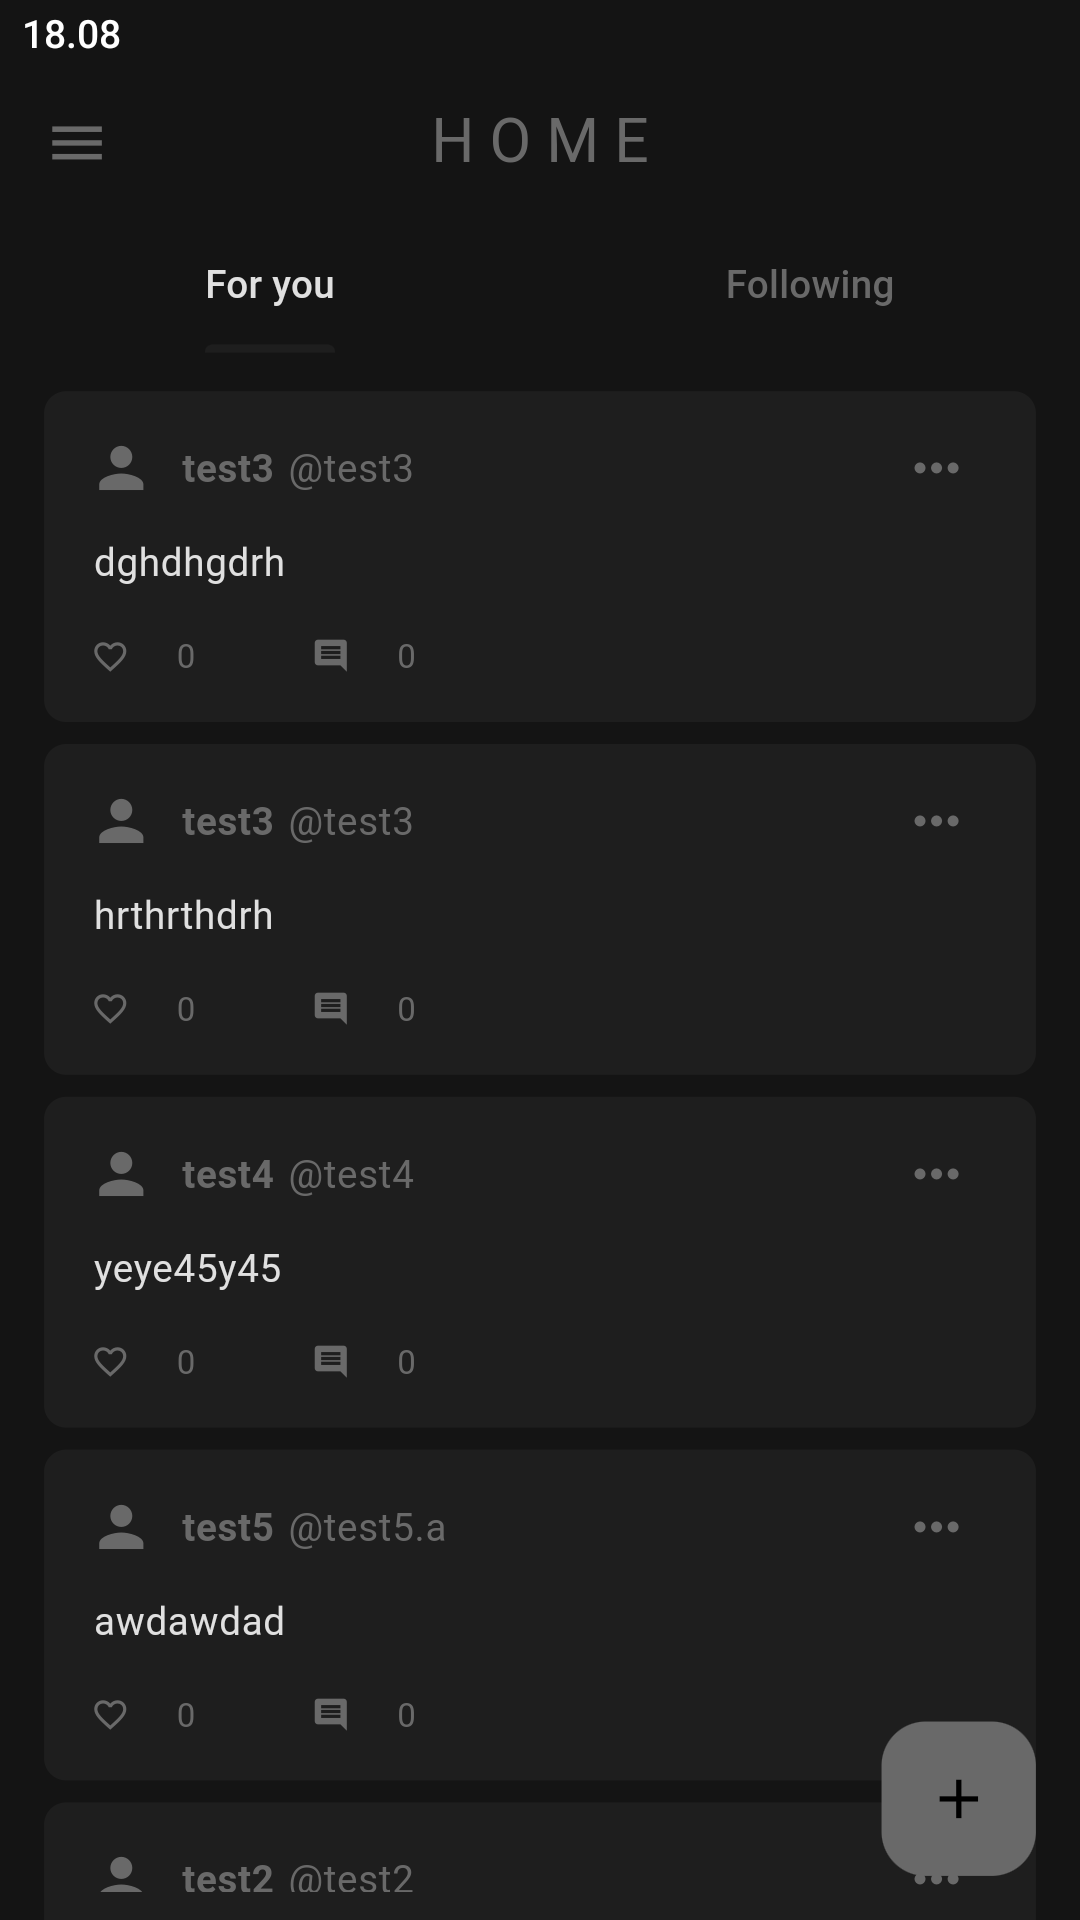 18.08
HOME
For you Following
test3 @test3
dghdhgdrh
0 0
test3 @test3
hrthrthdrh
0 0
test4 @test4
yeye45y45
0 0
test5 @test5.a
awdawdad
0 0
test2 @test2